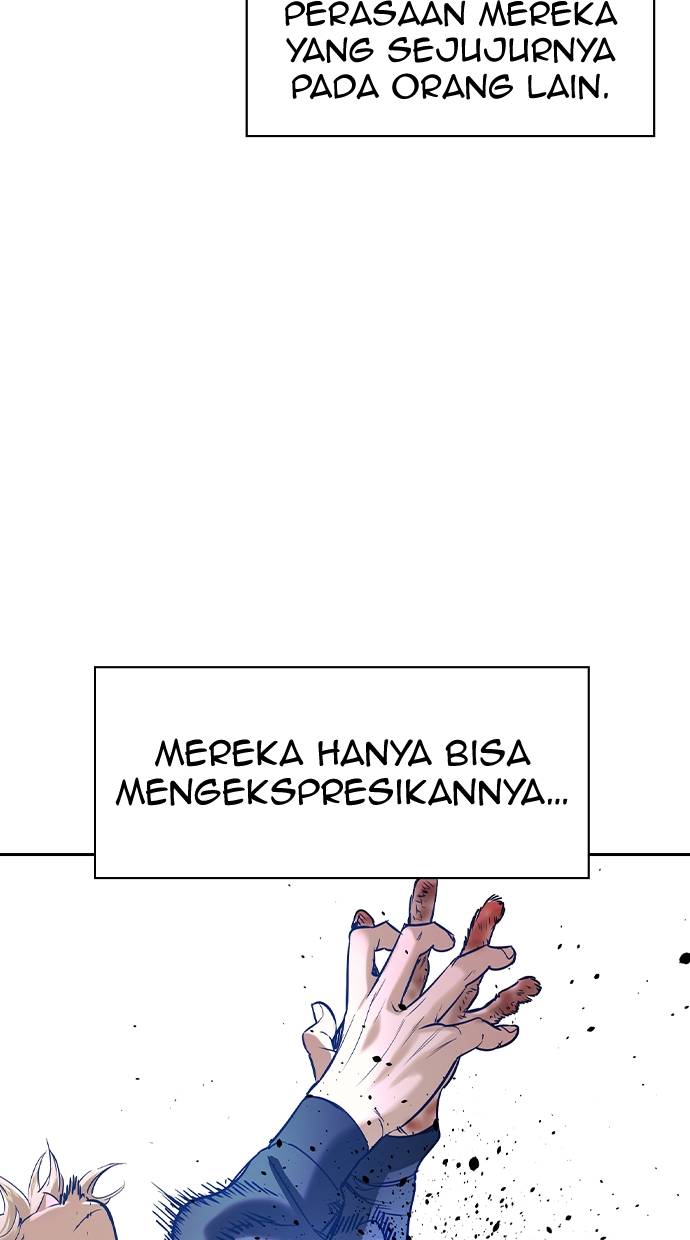 PERASAAN MEREKA
YANG SEJUJURNYA
PADA ORANG LAIN.
MEREKA HANYA BISA
MENGEKSPRESIKANNYA...